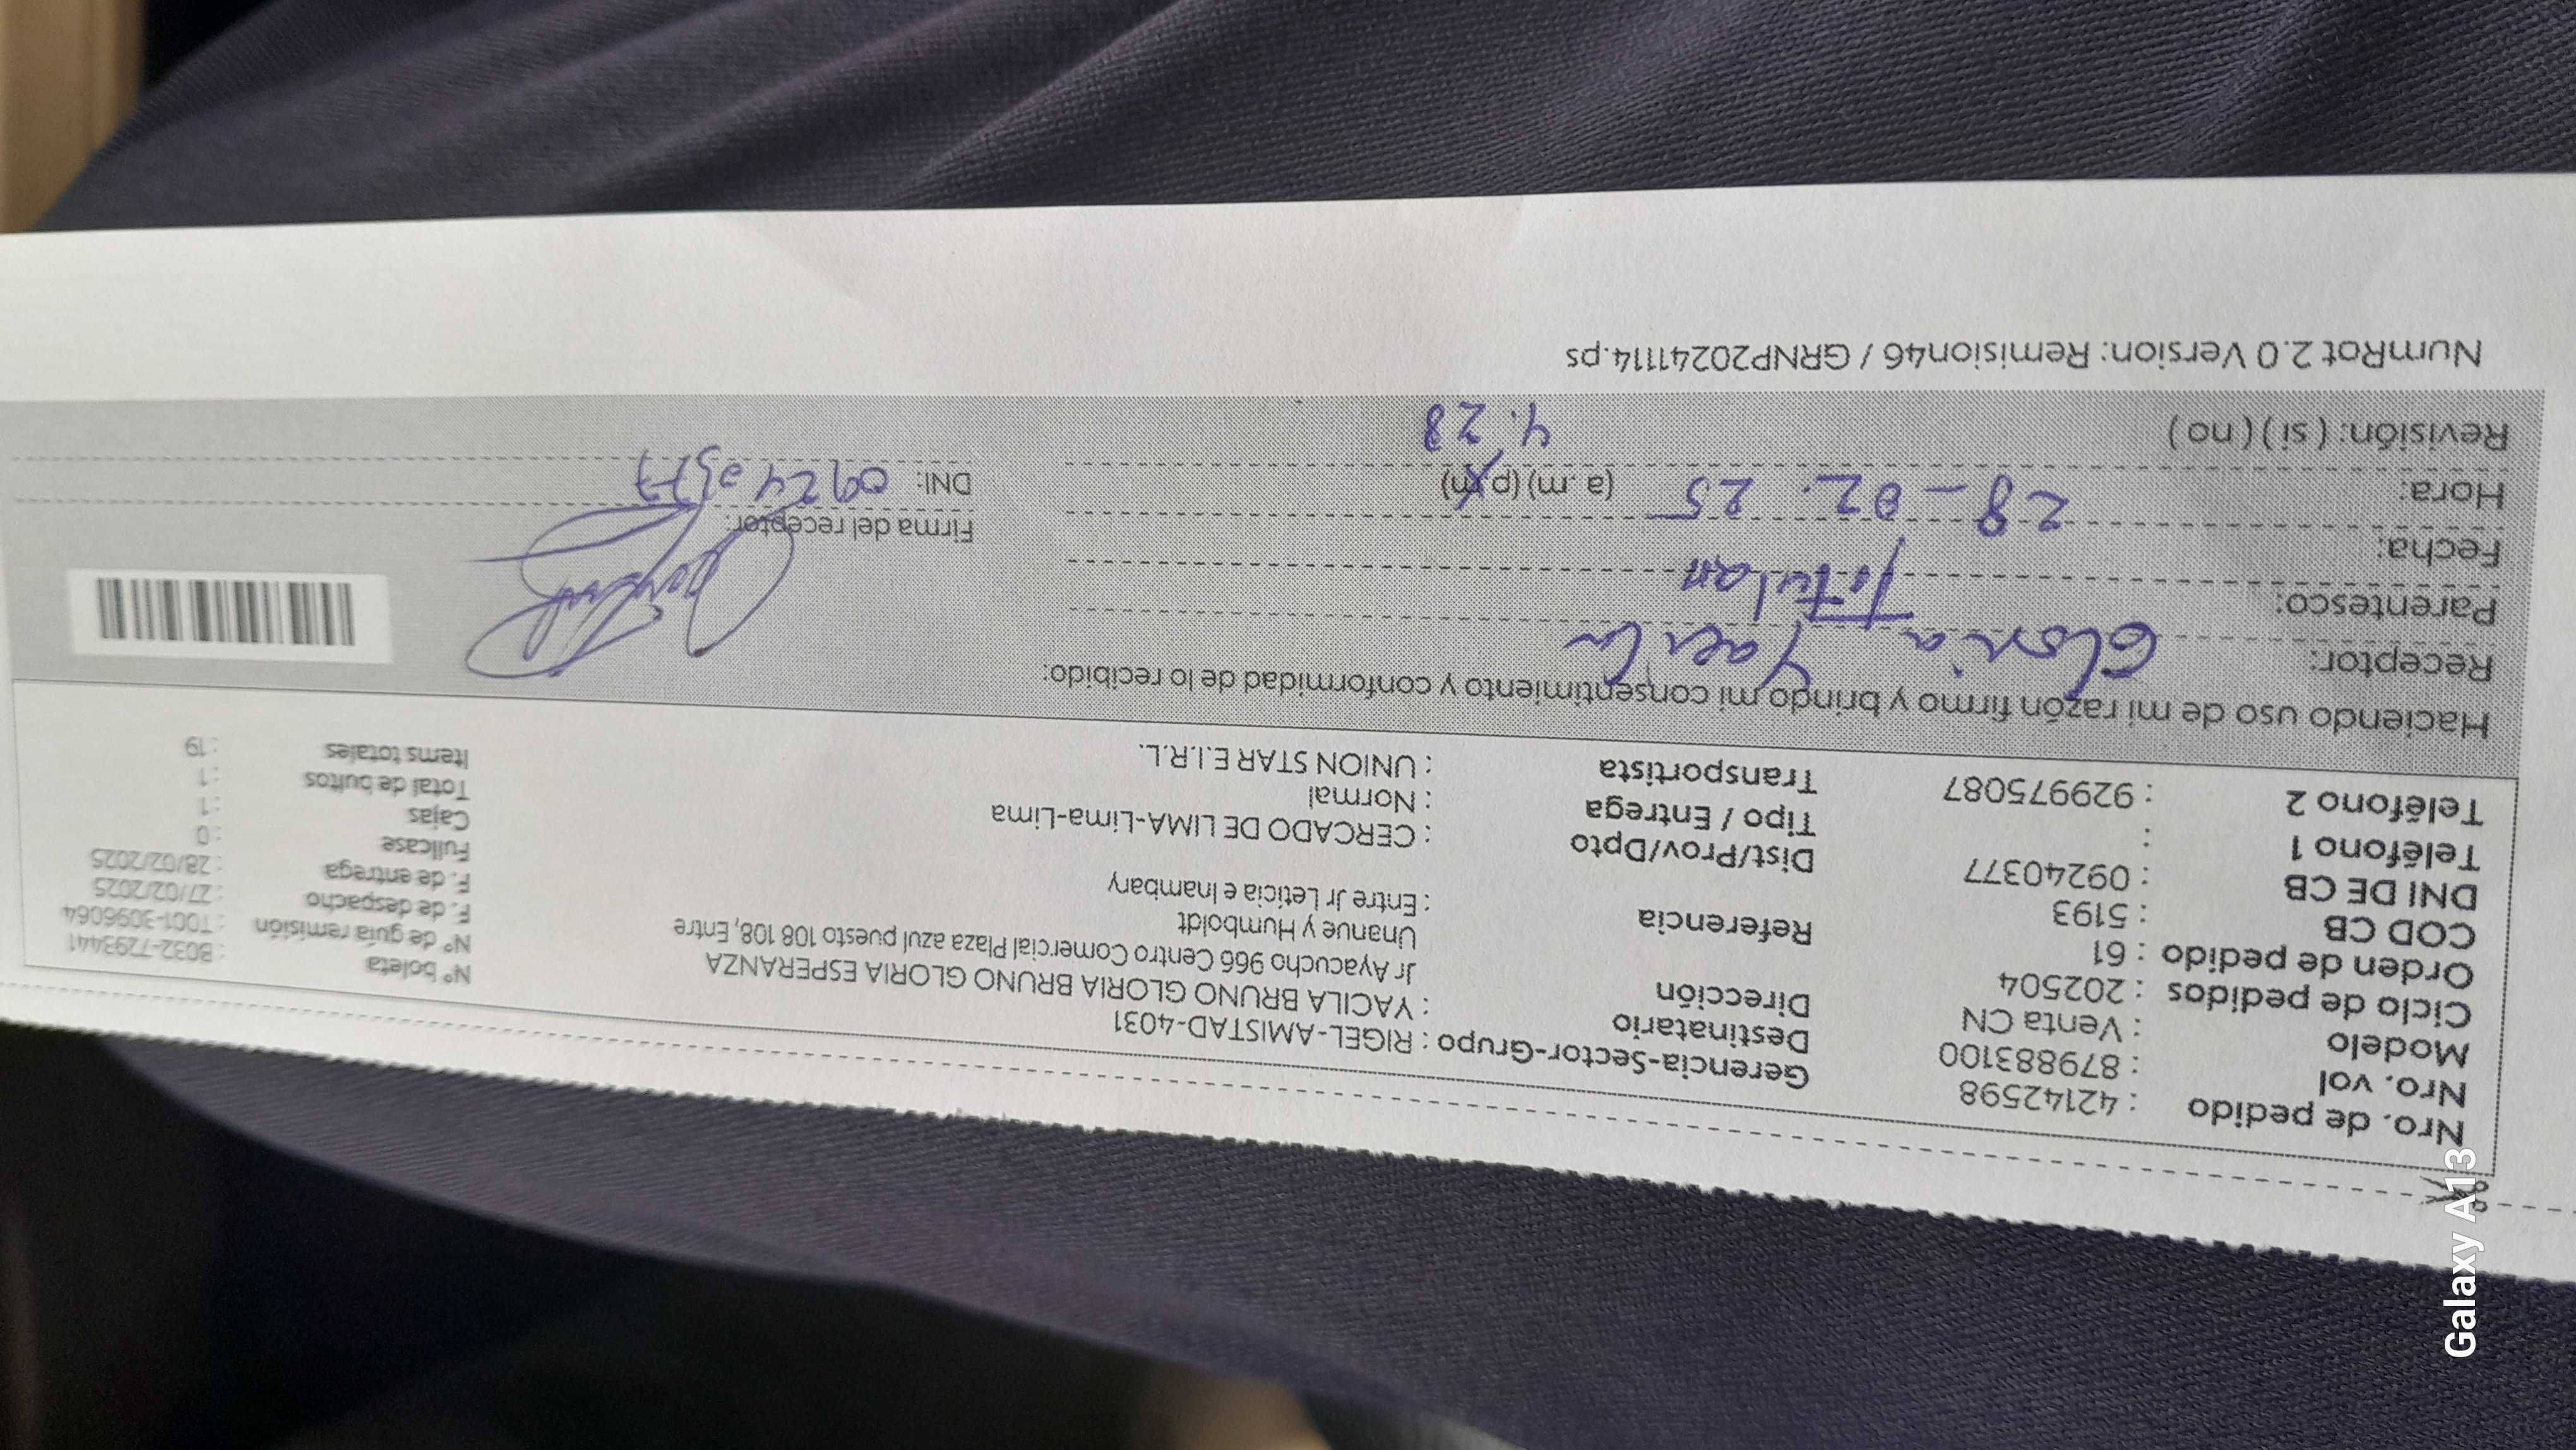 Nro. de pedido : 42142598
Nro. vol : 879883100
Modelo : Venta CN
Ciclo de pedidos : 202504
Orden de pedido : 61
COD CB : 5193
DNI DE CB : 09240377
Teléfono 1 :
Teléfono 2 : 929975087
Gerencia-Sector-Grupo : RIGEL-AMISTAD-4031
Destinatario : YACILA BRUNO GLORIA BRUNO GLORIA ESPERANZA
Dirección Jr Ayacucho 966 Centro Comercial Plaza azul puesto 108 108, Entre
Unanue y Humboldt
Referencia : Entre Jr Leticia e Inambary
Dist/Prov/Dpto : CERCADO DE LIMA-Lima-Lima
Tipo / Entrega : Normal
Transportista : UNION STAR E.I.R.L.
N° boleta : B032-7293441
N° de guía remisión : T001-3096064
F. de despacho : 27/02/2025
F. de entrega : 28/02/2025
Fullcase : 0
Cajas : 1
Total de bultos : 1
Items totales : 19
Haciendo uso de mi razón firmo y brindo mi consentimiento y conformidad de lo recibido:
Receptor: Gloria Yacila
Parentesco: Titular
Fecha: 28-02.25
Hora: (a.m) (p.m) 4.28
Revisión: ( si ) ( no )
Firma del receptor:
DNI:
NumRot 2.0 Version: Remision46 / GRNP20241114.ps
Galaxy A13